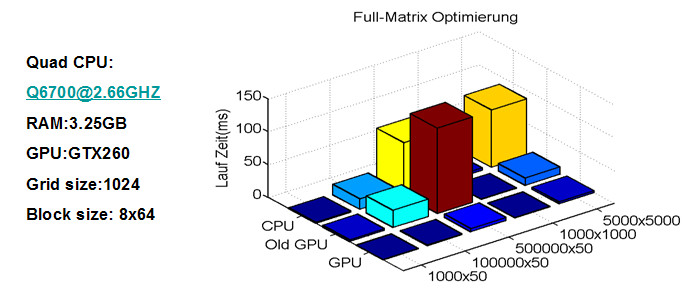 Full-Matrix Optimierung
Quad CPU:
Q6700@2.66GHZ
RAM:3.25GB
GPU:GTX260
Grid size:1024
Block size: 8x64
Lauf Zeit(ms)
150
100
50
0
CPU
Old GPU
GPU
1000x50
100000x50
500000x50
1000x1000
5000x5000